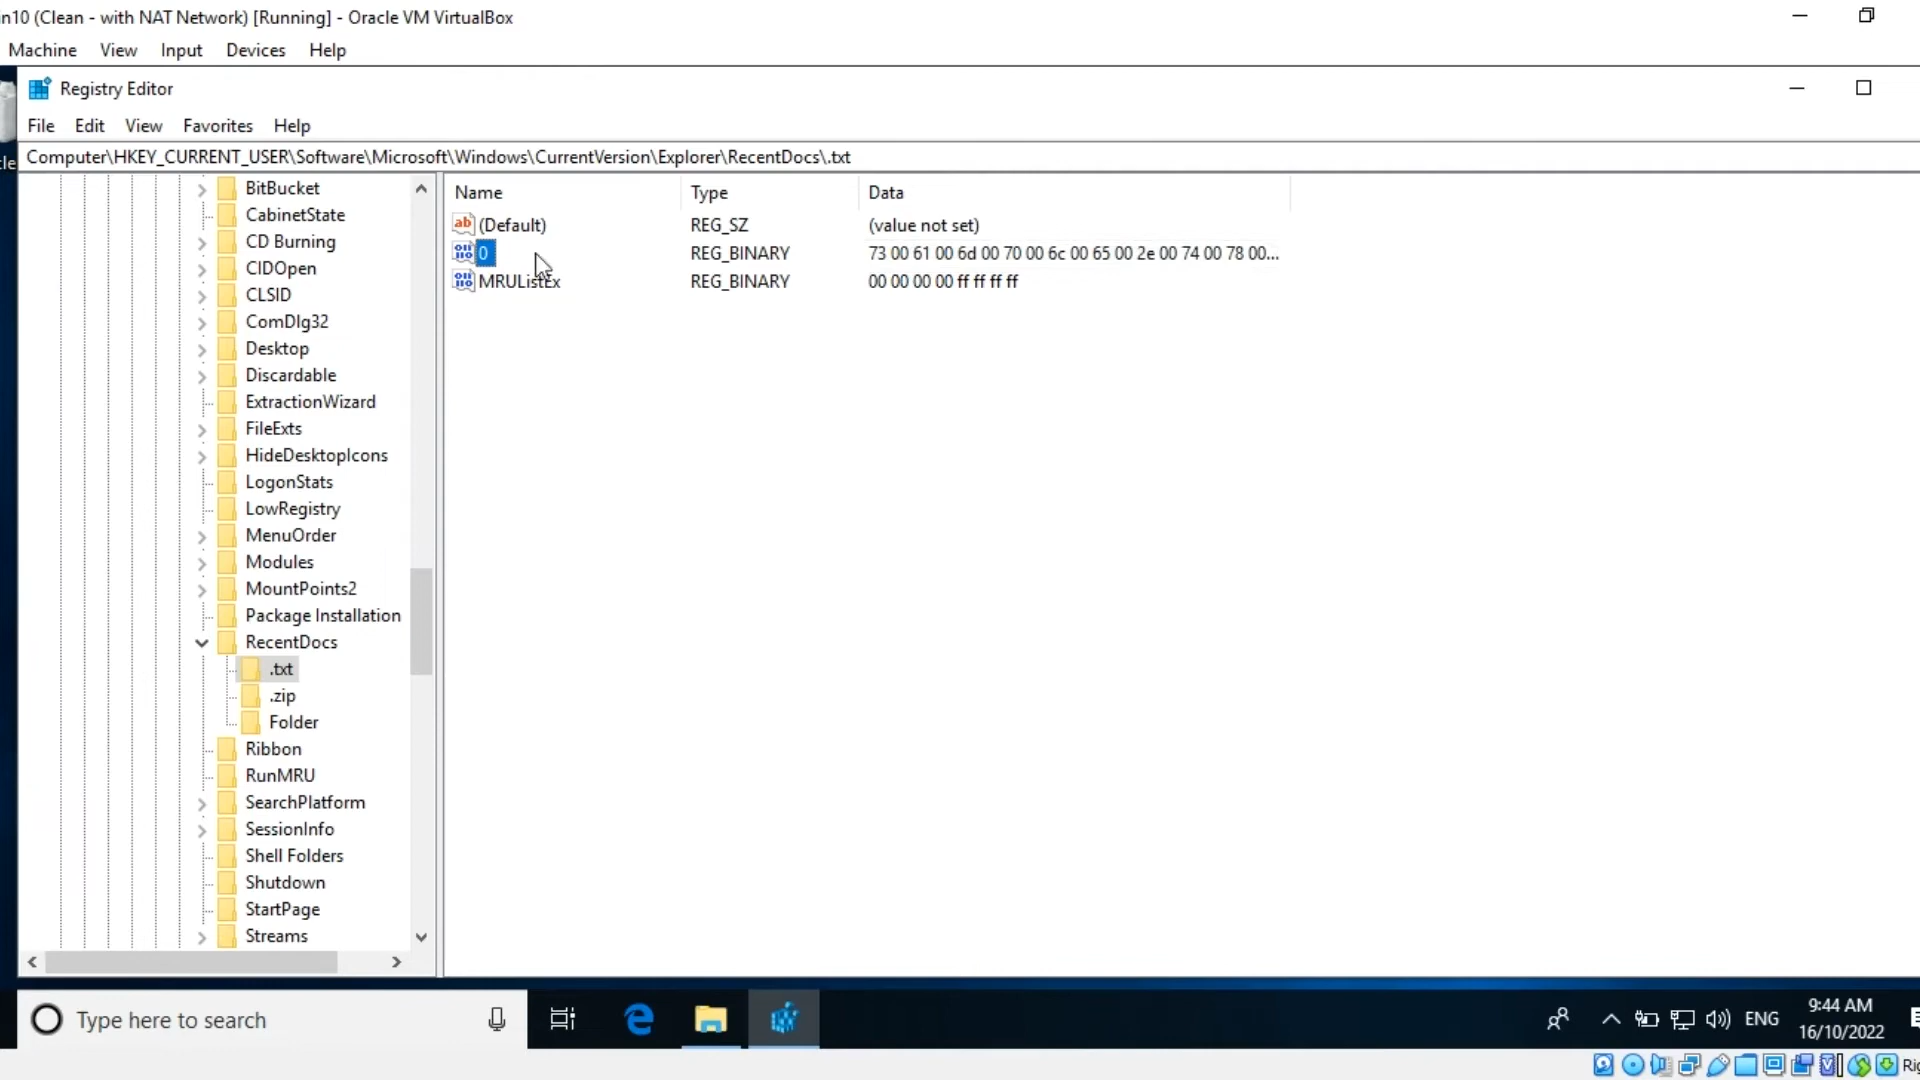 n10 (Clean - with NAT Network) [Running] - Oracle VM VirtualBox
Machine View Input Devices Help
Registry Editor
File Edit View Favorites Help
Computer\HKEY_CURRENT_USER\Software\Microsoft\Windows\CurrentVersion\Explorer\RecentDocs\.txt
BitBucket
CabinetState
CD Burning
CIDOpen
CLSID
ComDlg32
Desktop
Discardable
ExtractionWizard
FileExts
HideDesktopIcons
LogonStats
LowRegistry
MenuOrder
Modules
MountPoints2
Package Installation
RecentDocs
.txt
.zip
Folder
Ribbon
RunMRU
SearchPlatform
SessionInfo
Shell Folders
Shutdown
StartPage
Streams
Name Type Data
(Default) REG_SZ (value not set)
0 REG_BINARY 73 00 61 00 6d 00 70 00 6c 00 65 00 2e 00 74 00 78 00...
MRUListEx REG_BINARY 00 00 00 00 ff ff ff ff
Type here to search
ENG
9:44 AM
16/10/2022